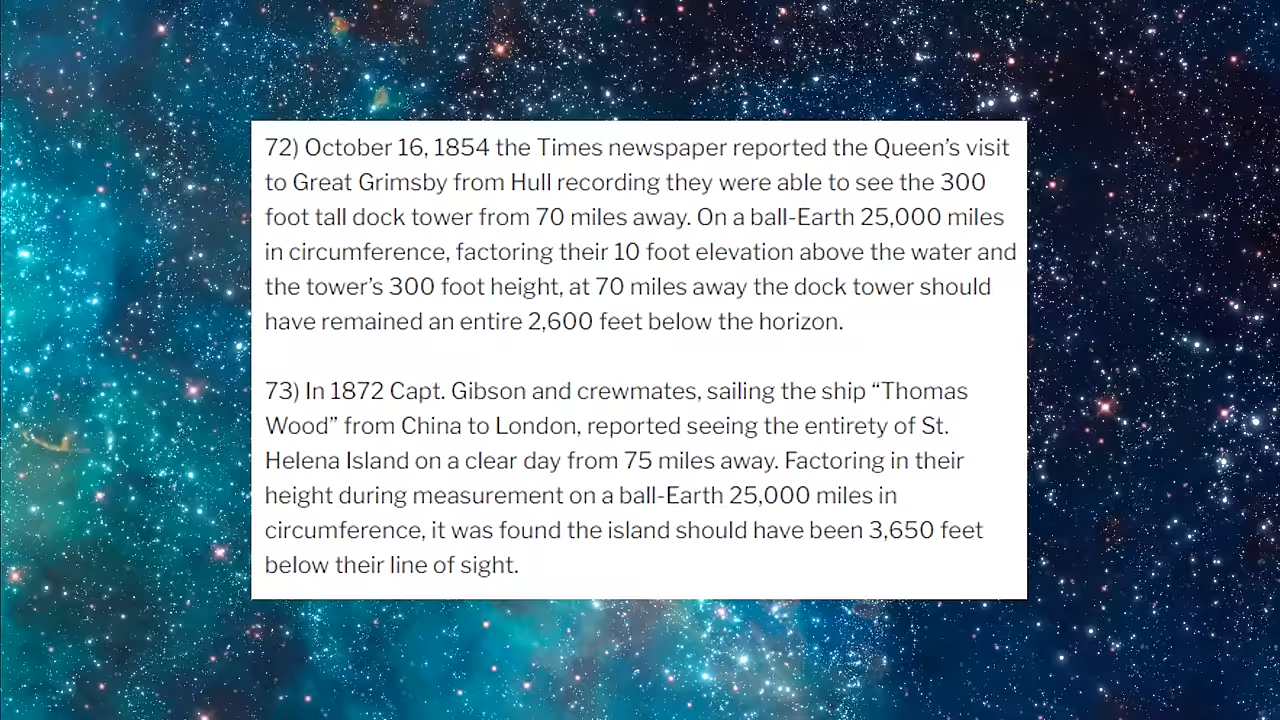 72) October 16, 1854 the Times newspaper reported the Queen’s visit
to Great Grimsby from Hull recording they were able to see the 300
foot tall dock tower from 70 miles away. On a ball-Earth 25,000 miles
in circumference, factoring their 10 foot elevation above the water and
the tower’s 300 foot height, at 70 miles away the dock tower should
have remained an entire 2,600 feet below the horizon.
73) In 1872 Capt. Gibson and crewmates, sailing the ship “Thomas
Wood” from China to London, reported seeing the entirety of St.
Helena Island on a clear day from 75 miles away. Factoring in their
height during measurement on a ball-Earth 25,000 miles in
circumference, it was found the island should have been 3,650 feet
below their line of sight.